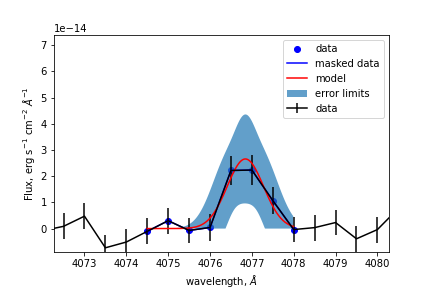 1e−14
data
masked data
model
error limits
data
7
6
5
4
3
2
1
0
Flux, erg s⁻¹ cm⁻² Å⁻¹
4073 4074 4075 4076 4077 4078 4079 4080
wavelength, Å